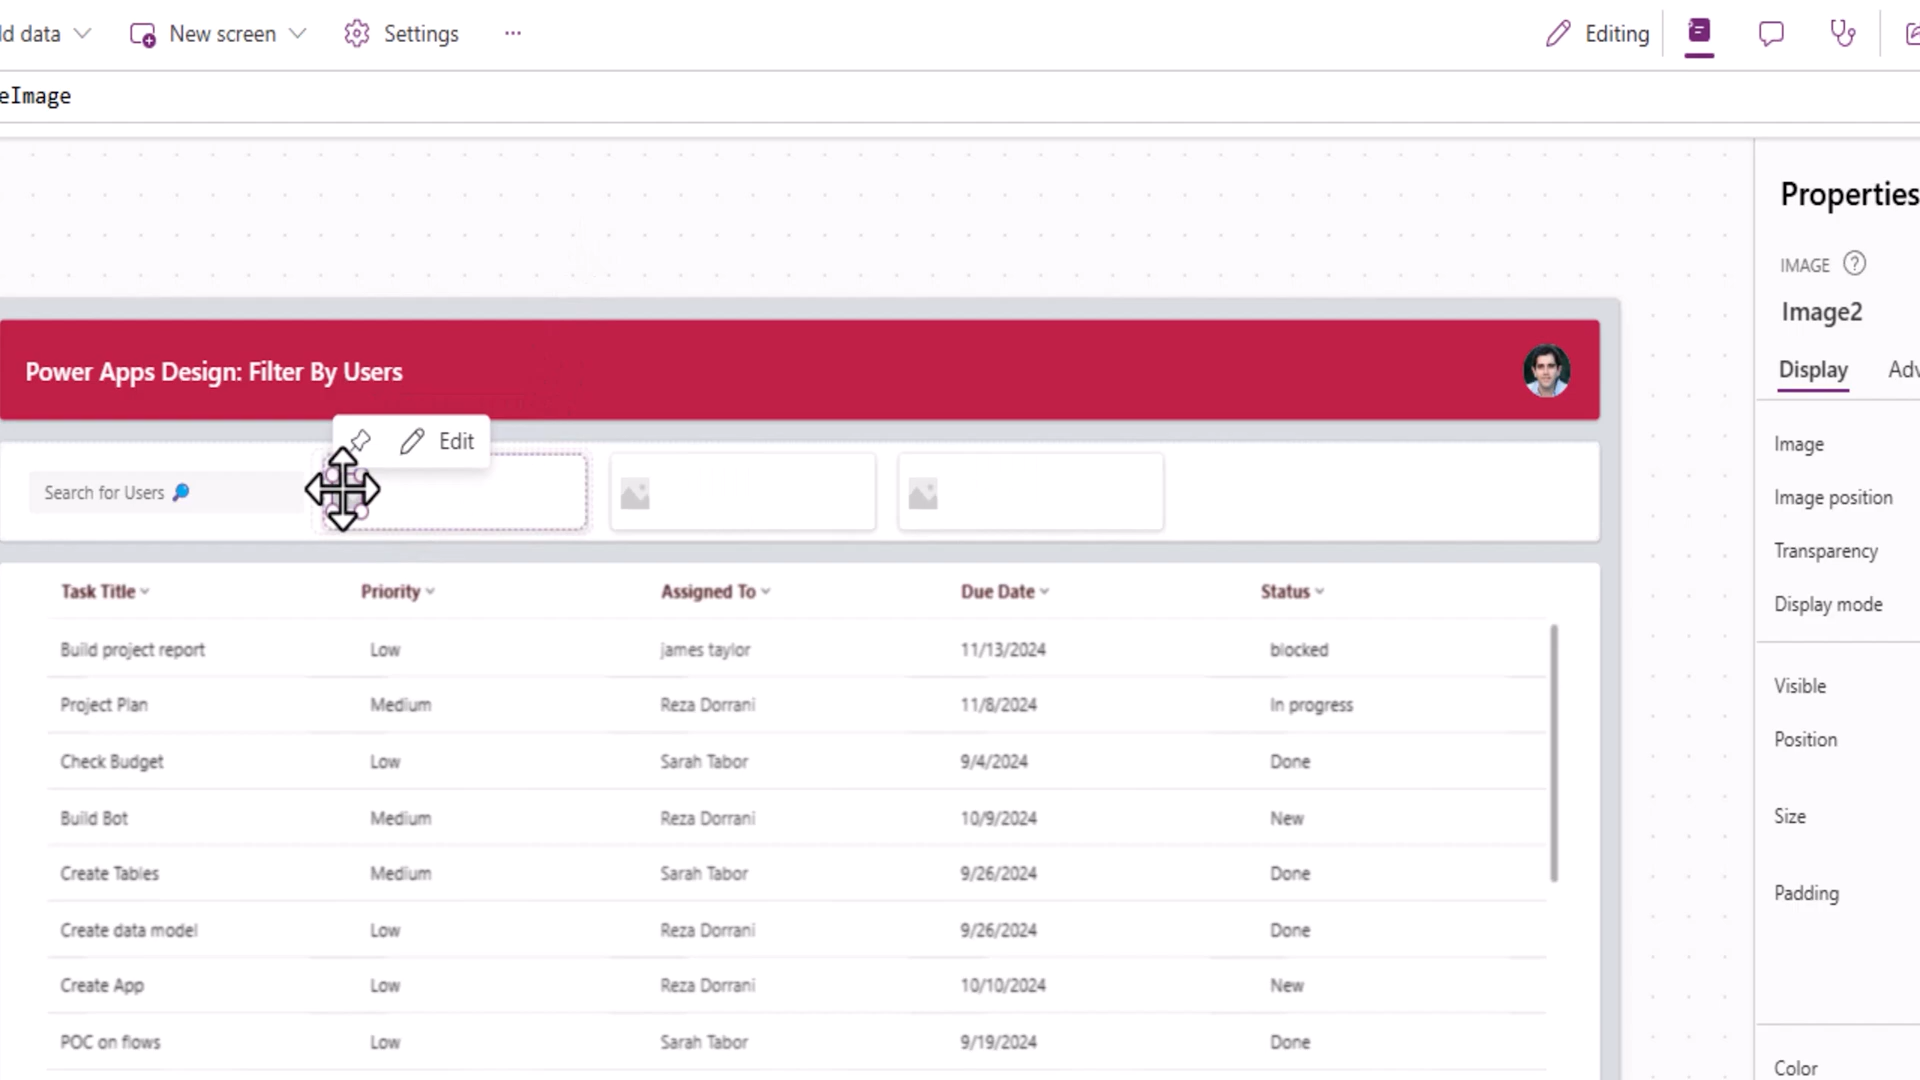 d data
New screen
Settings
...
Editing
eImage
Properties
IMAGE
Image2
Display
Adv
Power Apps Design: Filter By Users
Edit
Search for Users
Image
Image position
Transparency
Display mode
Visible
Position
Size
Padding
Color
Task Title Priority Assigned To Due Date Status
Build project report Low james taylor 11/13/2024 blocked
Project Plan Medium Reza Dorrani 11/8/2024 In progress
Check Budget Low Sarah Tabor 9/4/2024 Done
Build Bot Medium Reza Dorrani 10/9/2024 New
Create Tables Medium Sarah Tabor 9/26/2024 Done
Create data model Low Reza Dorrani 9/26/2024 Done
Create App Low Reza Dorrani 10/10/2024 New
POC on flows Low Sarah Tabor 9/19/2024 Done